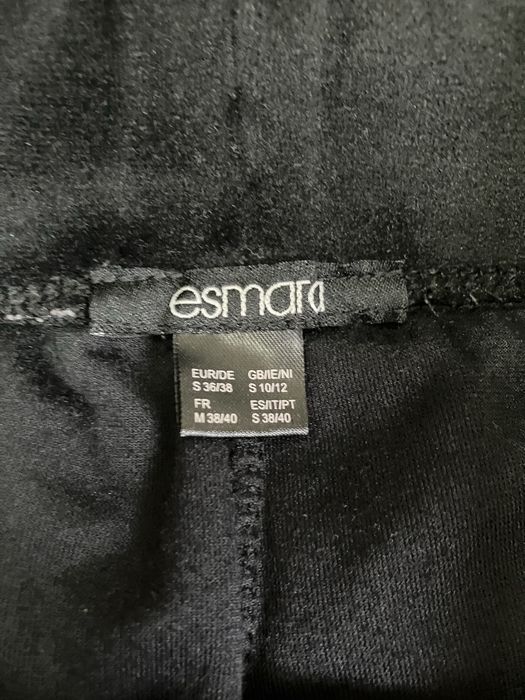 esmara
EUR/DE GB/IE/NI
S 36/38 S 10/12
FR ES/IT/PT
M 38/40 S 38/40